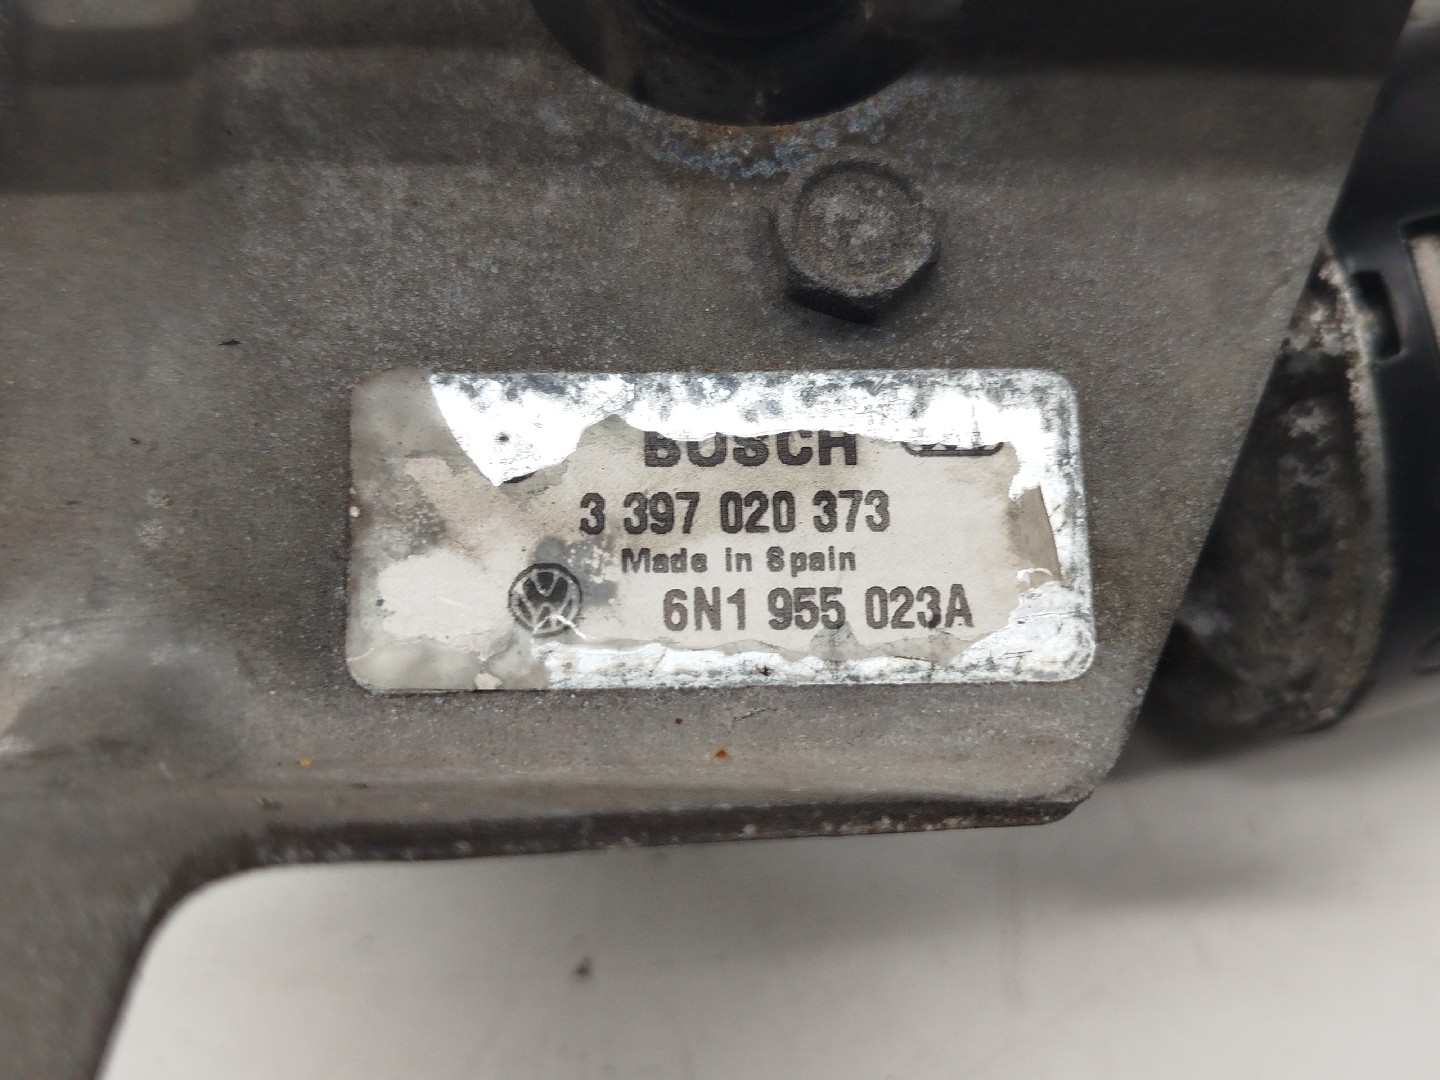 BOSCH
3 397 020 373
Made in Spain
6N1 955 023A